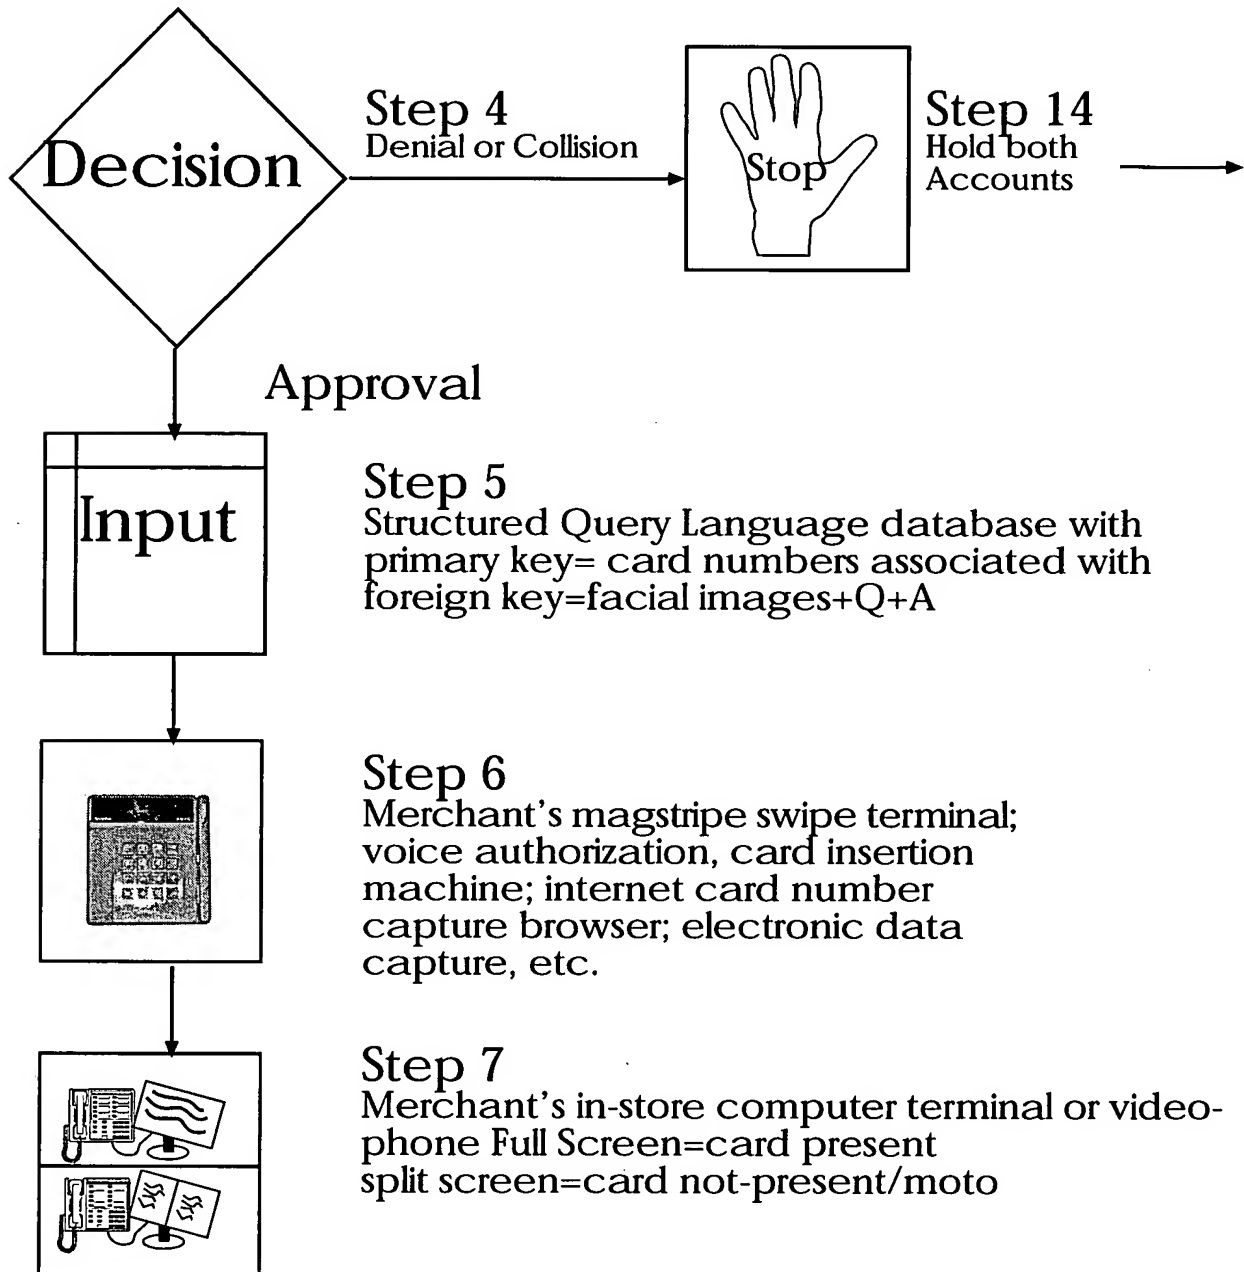 Decision
Step 4
Denial or Collision
Stop
Step 14
Hold both
Accounts
Approval
Input
Step 5
Structured Query Language database with
primary key= card numbers associated with
foreign key=facial images+Q+A
Step 6
Merchant's magstripe swipe terminal;
voice authorization, card insertion
machine; internet card number
capture browser; electronic data
capture, etc.
Step 7
Merchant's in-store computer terminal or video-
phone Full Screen=card present
split screen=card not-present/moto